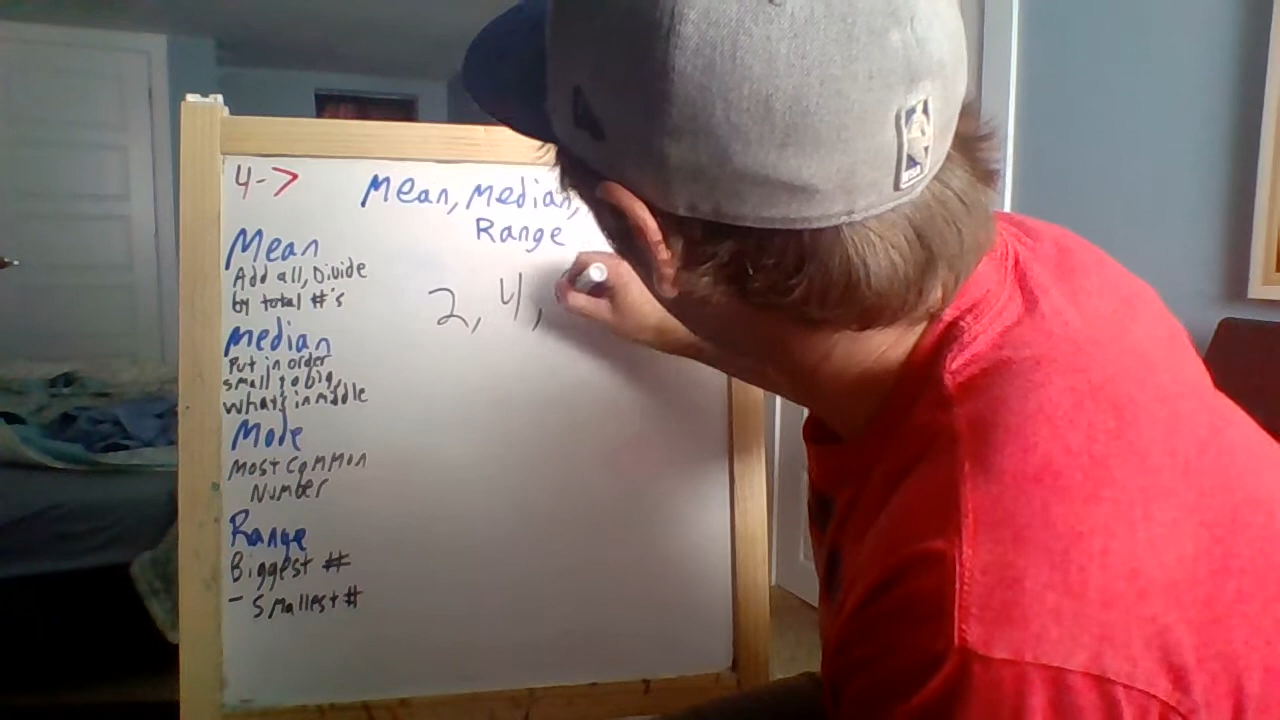 4->
Mean, Median,
Range
2, 4,
Mean
Add all, Divide
by total #'s
Median
Put in order
small to big,
what's in middle
Mode
Most Common
Number
Range
Biggest #
- Smallest #